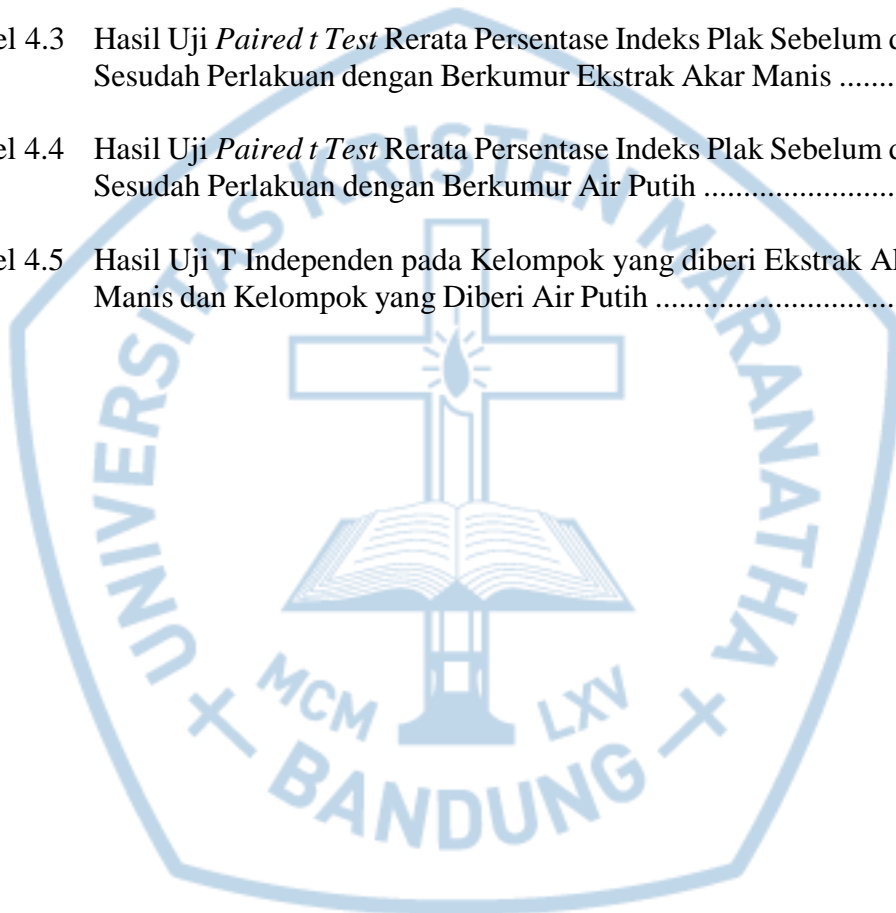 el 4.3 Hasil Uji Paired t Test Rerata Persentase Indeks Plak Sebelum d
Sesudah Perlakuan dengan Berkumur Ekstrak Akar Manis .......
el 4.4 Hasil Uji Paired t Test Rerata Persentase Indeks Plak Sebelum d
Sesudah Perlakuan dengan Berkumur Air Putih ........................
el 4.5 Hasil Uji T Independen pada Kelompok yang diberi Ekstrak A
Manis dan Kelompok yang Diberi Air Putih ..............................
UNIVERSITAS KRISTEN MARANATHA
MCM LXV
BANDUNG